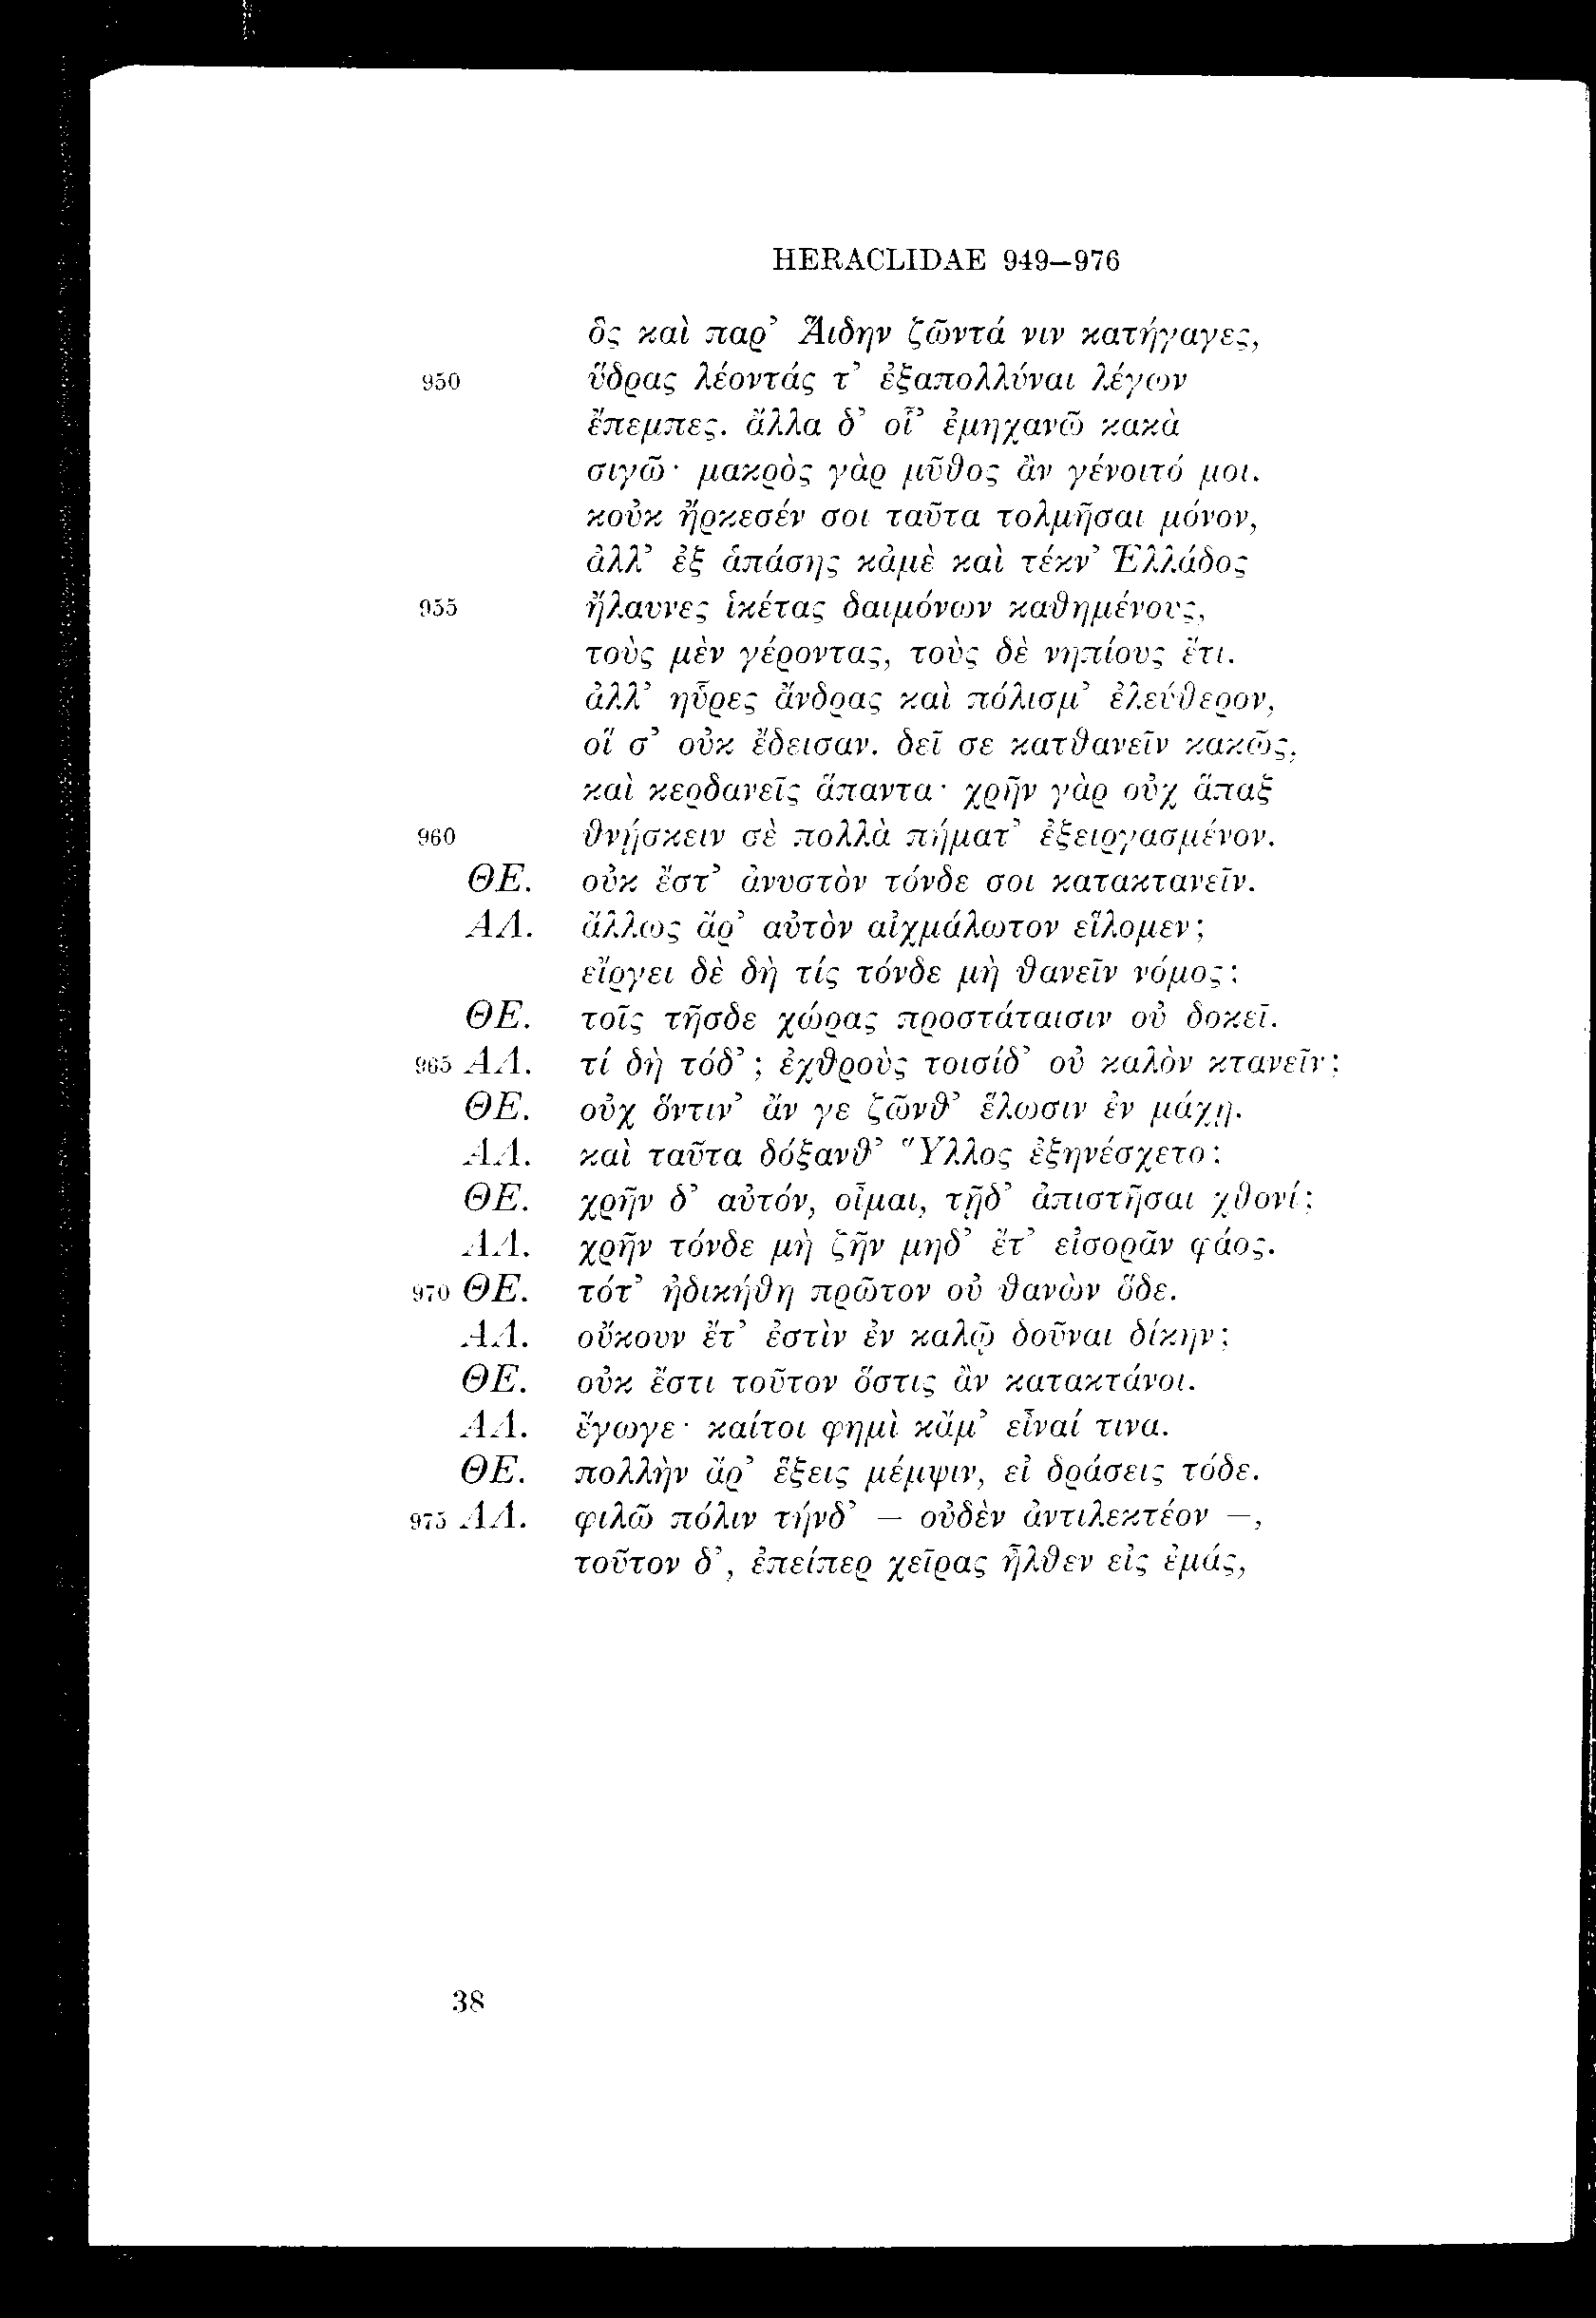 HERACLIDAE 949–976
ὃς καὶ παρ’ Ἅιδην ζῶντά νιν κατήγαγες,
950 ὕδρας λέοντάς τ’ ἐξαπολλύναι λέγων
ἔπεμπες. ἄλλα δ’ οἷ’ ἐμηχανῶ κακὰ
σιγῶ· μακρὸς γὰρ μῦθος ἂν γένοιτό μοι.
κοὐκ ἤρκεσέν σοι ταῦτα τολμῆσαι μόνον,
ἀλλ’ ἐξ ἁπάσης κἀμὲ καὶ τέκν’ Ἑλλάδος
955 ἤλαυνες ἱκέτας δαιμόνων καθημένους,
τοὺς μὲν γέροντας, τοὺς δὲ νηπίους ἔτι.
ἀλλ’ ηὗρες ἄνδρας καὶ πόλισμ’ ἐλεύθερον,
οἵ σ’ οὐκ ἔδεισαν. δεῖ σε κατθανεῖν κακῶς,
καὶ κερδανεῖς ἅπαντα· χρῆν γὰρ οὐχ ἅπαξ
960 θνῄσκειν σὲ πολλὰ πήματ’ ἐξειργασμένον.
ΘΕ. οὐκ ἔστ’ ἀνυστὸν τόνδε σοι κατακτανεῖν.
ΑΛ. ἄλλως ἄρ’ αὐτὸν αἰχμάλωτον εἵλομεν;
εἴργει δὲ δὴ τίς τόνδε μὴ θανεῖν νόμος;
ΘΕ. τοῖς τῆσδε χώρας προστάταισιν οὐ δοκεῖ.
965 ΑΛ. τί δὴ τόδ’; ἐχθροὺς τοισίδ’ οὐ καλὸν κτανεῖν;
ΘΕ. οὐχ ὅντιν’ ἄν γε ζῶνθ’ ἕλωσιν ἐν μάχῃ.
ΑΛ. καὶ ταῦτα δόξανθ’ Ὕλλος ἐξηνέσχετο;
ΘΕ. χρῆν δ’ αὐτόν, οἶμαι, τῇδ’ ἀπιστῆσαι χθονί;
ΑΛ. χρῆν τόνδε μὴ ζῆν μηδ’ ἔτ’ εἰσορᾶν φάος.
970 ΘΕ. τότ’ ἠδικήθη πρῶτον οὐ θανὼν ὅδε.
ΑΛ. οὔκουν ἔτ’ ἐστὶν ἐν καλῷ δοῦναι δίκην;
ΘΕ. οὐκ ἔστι τοῦτον ὅστις ἂν κατακτάνοι.
ΑΛ. ἔγωγε· καίτοι φημὶ κἄμ’ εἶναί τινα.
ΘΕ. πολλὴν ἄρ’ ἕξεις μέμψιν, εἰ δράσεις τόδε.
975 ΑΛ. φιλῶ πόλιν τήνδ’ – οὐδὲν ἀντιλεκτέον –,
τοῦτον δ’, ἐπείπερ χεῖρας ἦλθεν εἰς ἐμάς,
38